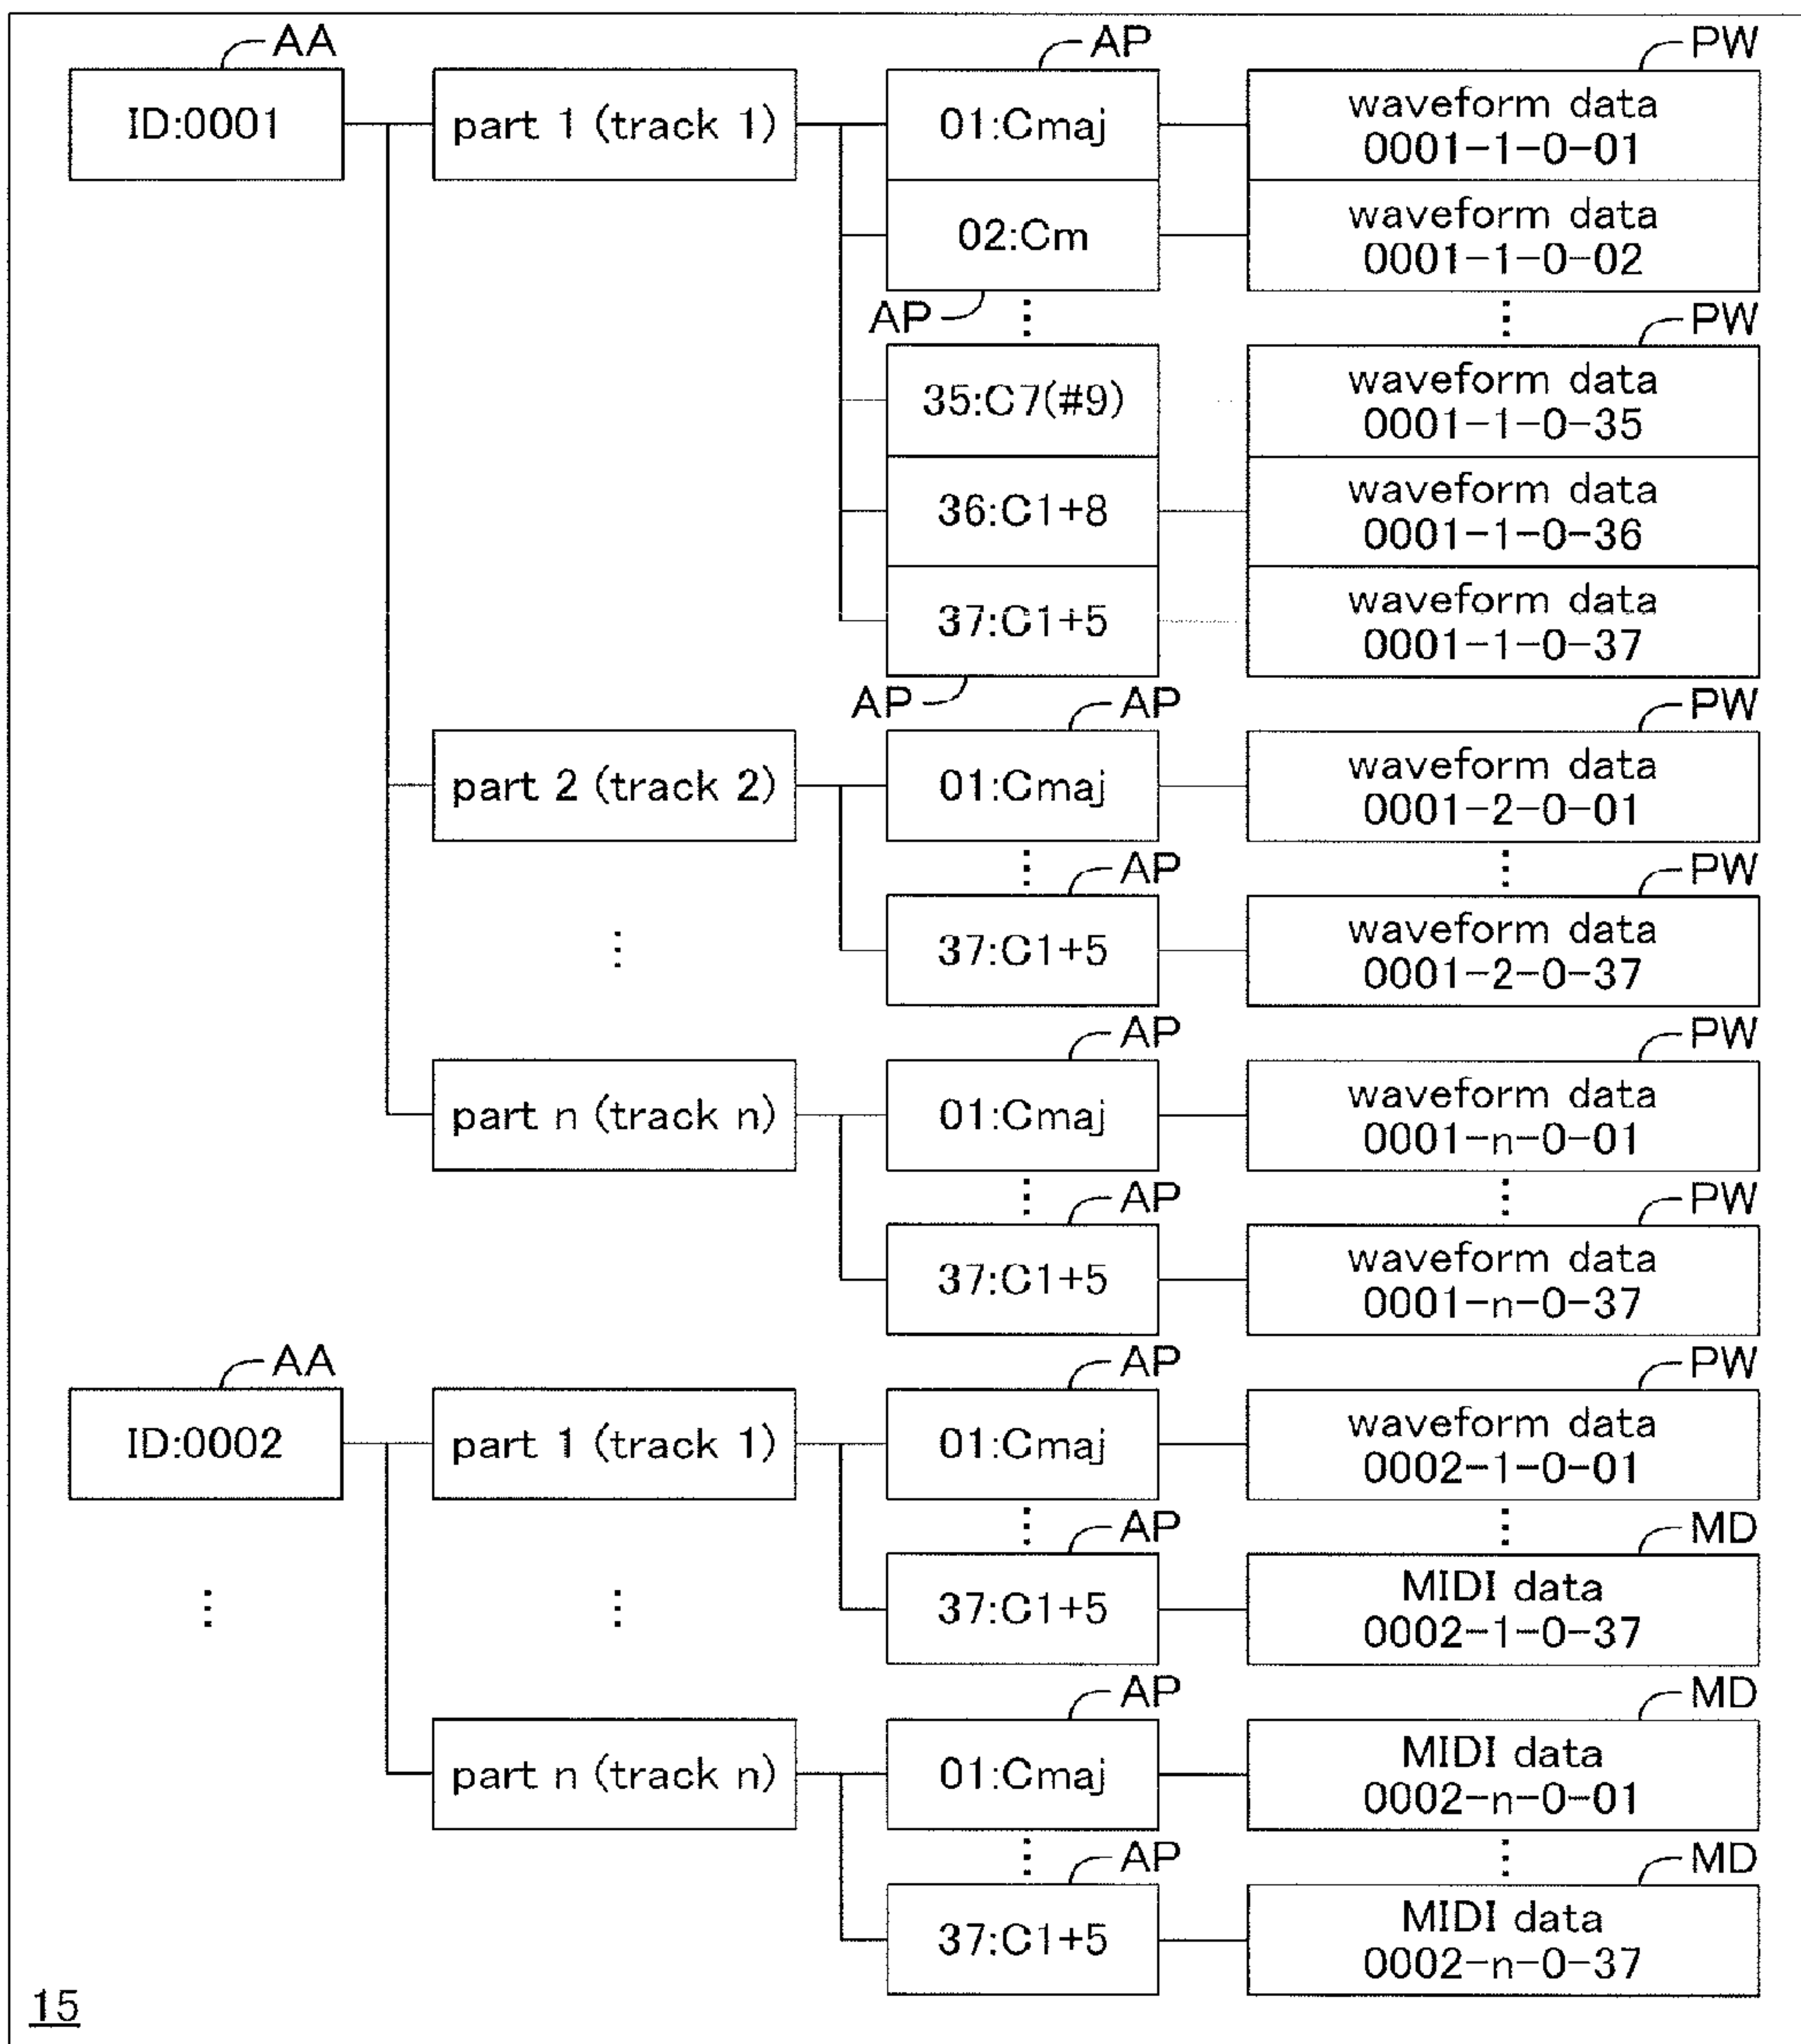 AA
AP
PW
ID:0001
part 1 (track 1)
01:Cmaj
waveform data
0001-1-0-01
02:Cm
waveform data
0001-1-0-02
AP
⋮
⋮
PW
35:C7(#9)
waveform data
0001-1-0-35
36:C1+8
waveform data
0001-1-0-36
37:C1+5
waveform data
0001-1-0-37
AP
AP
PW
part 2 (track 2)
01:Cmaj
waveform data
0001-2-0-01
⋮
AP
⋮
PW
⋮
37:C1+5
waveform data
0001-2-0-37
AP
PW
part n (track n)
01:Cmaj
waveform data
0001-n-0-01
⋮
AP
⋮
PW
37:C1+5
waveform data
0001-n-0-37
AA
AP
PW
ID:0002
part 1 (track 1)
01:Cmaj
waveform data
0002-1-0-01
⋮
AP
⋮
MD
⋮
⋮
37:C1+5
MIDI data
0002-1-0-37
AP
MD
part n (track n)
01:Cmaj
MIDI data
0002-n-0-01
⋮
AP
⋮
MD
37:C1+5
MIDI data
0002-n-0-37
15